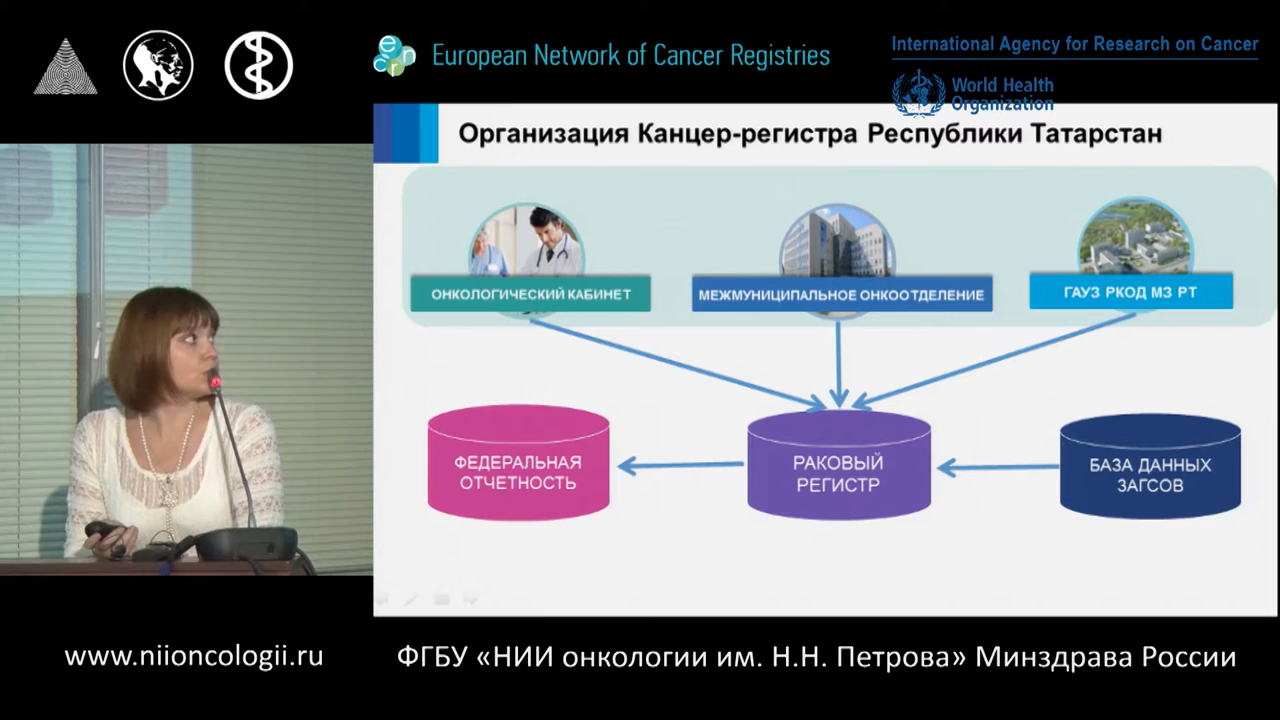 European Network of Cancer Registries
International Agency for Research on Cancer
World Health
Organization
Организация Канцер-регистра Республики Татарстан
ОНКОЛОГИЧЕСКИЙ КАБИНЕТ
МЕЖМУНИЦИПАЛЬНОЕ ОНКООТДЕЛЕНИЕ
ГАУЗ РКОД МЗ РТ
ФЕДЕРАЛЬНАЯ
ОТЧЕТНОСТЬ
РАКОВЫЙ
РЕГИСТР
БАЗА ДАННЫХ
ЗАГСОВ
www.niioncologii.ru
ФГБУ «НИИ онкологии им. Н.Н. Петрова» Минздрава России